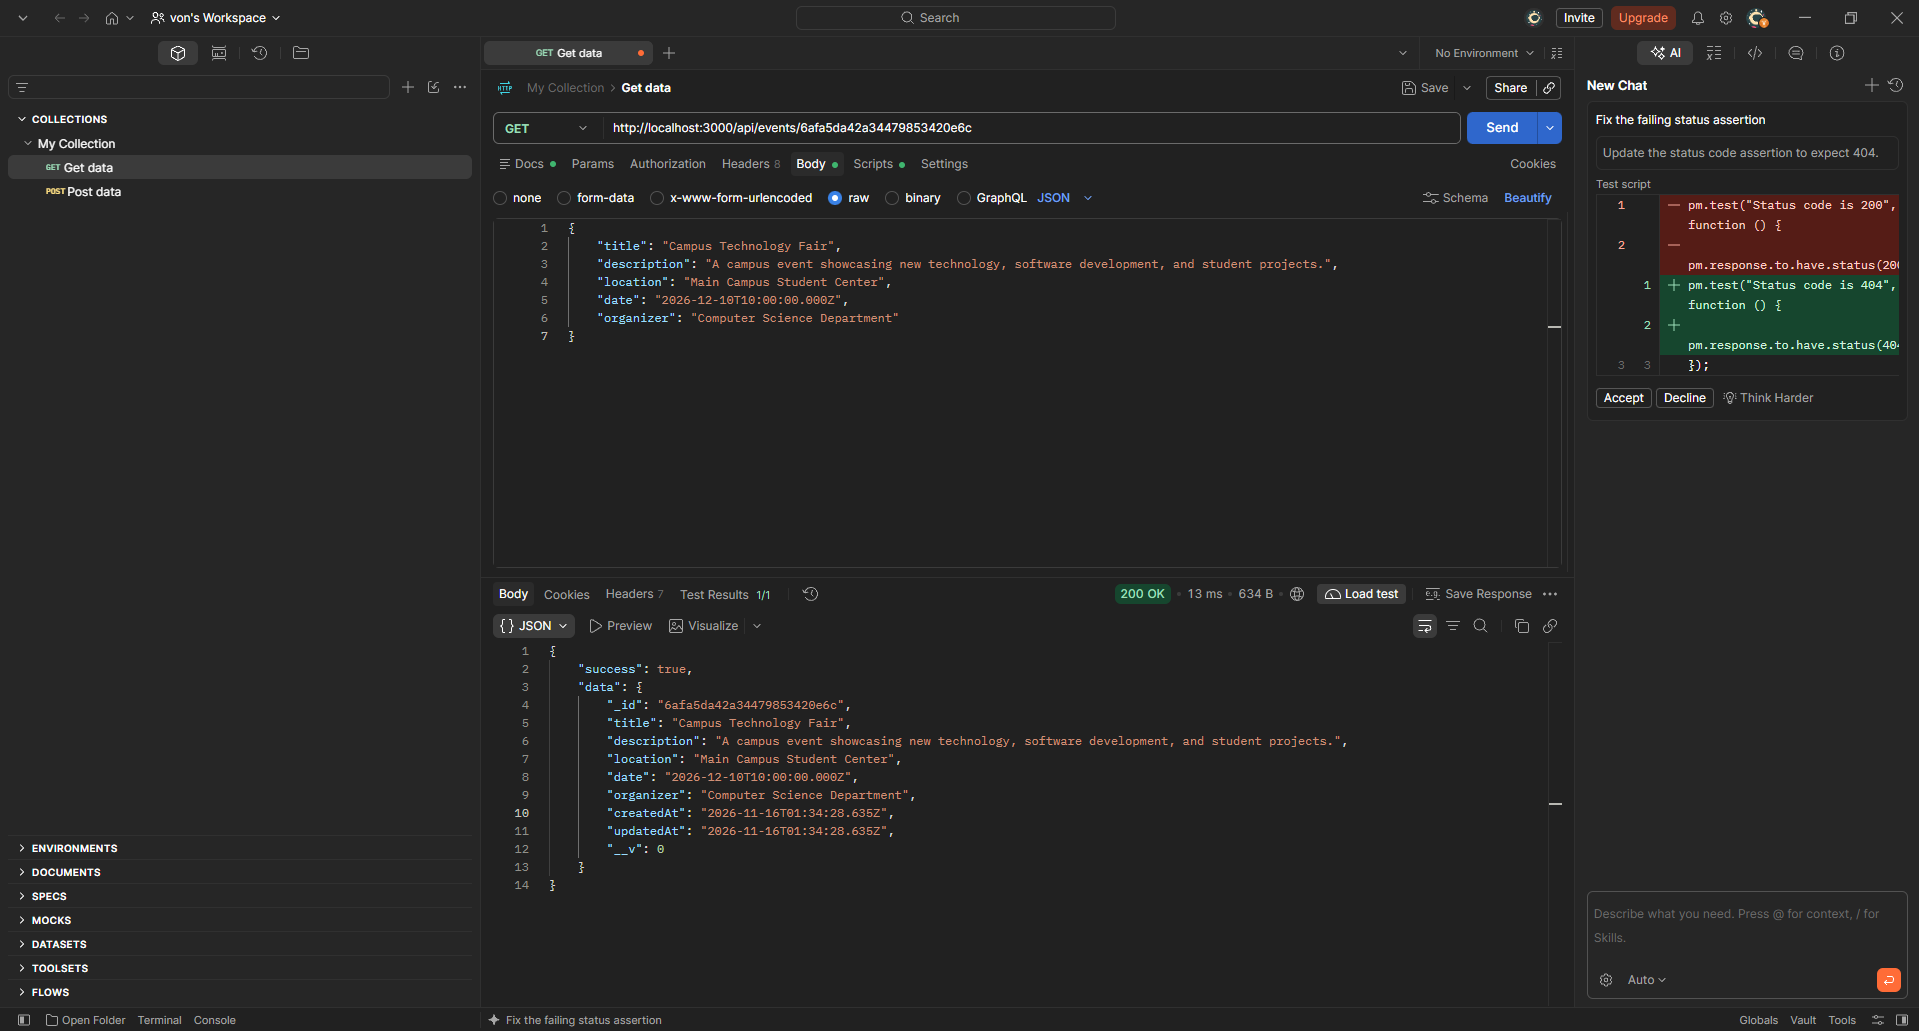 von's Workspace
Search
Invite
Upgrade
GET Get data
No Environment
AI
COLLECTIONS
My Collection
GET Get data
POST Post data
ENVIRONMENTS
DOCUMENTS
SPECS
MOCKS
DATASETS
TOOLSETS
FLOWS
HTTP My Collection > Get data
Save
Share
GET
http://localhost:3000/api/events/6afa5da42a34479853420e6c
Send
Docs Params Authorization Headers 8 Body Scripts Settings
Cookies
none form-data x-www-form-urlencoded raw binary GraphQL JSON
Schema Beautify
1 {
2 "title": "Campus Technology Fair",
3 "description": "A campus event showcasing new technology, software development, and student projects.",
4 "location": "Main Campus Student Center",
5 "date": "2026-12-10T10:00:00.000Z",
6 "organizer": "Computer Science Department"
7 }
Body Cookies Headers 7 Test Results 1/1
200 OK • 13 ms • 634 B
Load test
e.g. Save Response
{} JSON Preview Visualize
1 {
2 "success": true,
3 "data": {
4 "_id": "6afa5da42a34479853420e6c",
5 "title": "Campus Technology Fair",
6 "description": "A campus event showcasing new technology, software development, and student projects.",
7 "location": "Main Campus Student Center",
8 "date": "2026-12-10T10:00:00.000Z",
9 "organizer": "Computer Science Department",
10 "createdAt": "2026-11-16T01:34:28.635Z",
11 "updatedAt": "2026-11-16T01:34:28.635Z",
12 "__v": 0
13 }
14 }
New Chat
Fix the failing status assertion
Update the status code assertion to expect 404.
Test script
1 — pm.test("Status code is 200",
function () {
2 —
pm.response.to.have.status(200
1 + pm.test("Status code is 404",
function () {
2 +
pm.response.to.have.status(404
3 3 });
Accept Decline Think Harder
Describe what you need. Press @ for context, / for
Skills.
Auto
Open Folder Terminal Console
Fix the failing status assertion
Globals Vault Tools